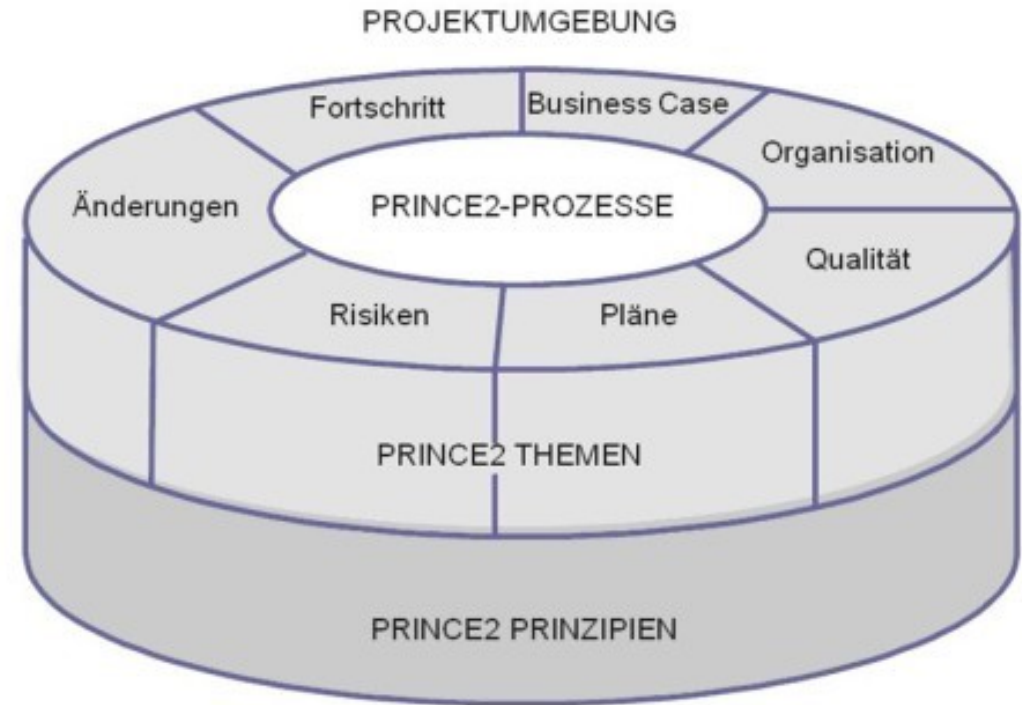 PROJEKTUMGEBUNG
Fortschritt
Business Case
Organisation
Änderungen
PRINCE2-PROZESSE
Qualität
Risiken
Pläne
PRINCE2 THEMEN
PRINCE2 PRINZIPIEN